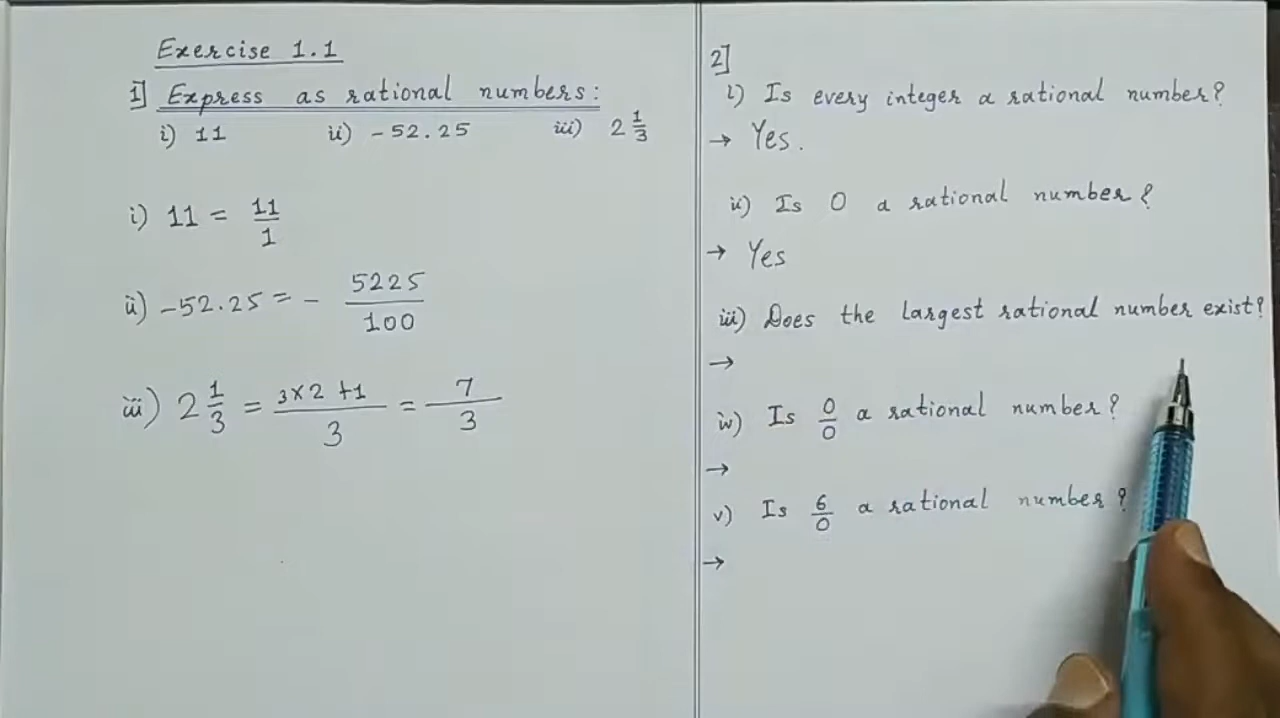 Exercise 1.1
1] Express as rational numbers:
i) 11 ii) -52.25 iii) 2 1/3
i) 11 = 11/1
ii) -52.25 = - 5225/100
iii) 2 1/3 = 3×2+1/3 = 7/3
2]
i) Is every integer a rational number?
→ Yes.
ii) Is 0 a rational number?
→ Yes
iii) Does the largest rational number exist?
→
iv) Is 0/0 a rational number?
→
v) Is 6/0 a rational number?
→